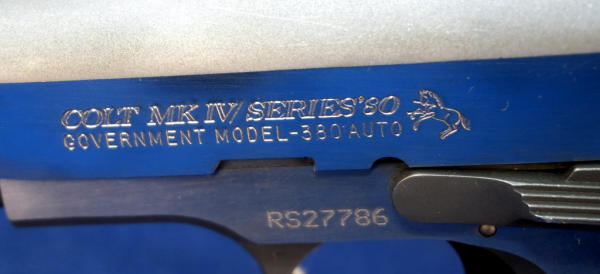 COLT MK IV/ SERIES'80
GOVERNMENT MODEL-380 AUTO
RS27786